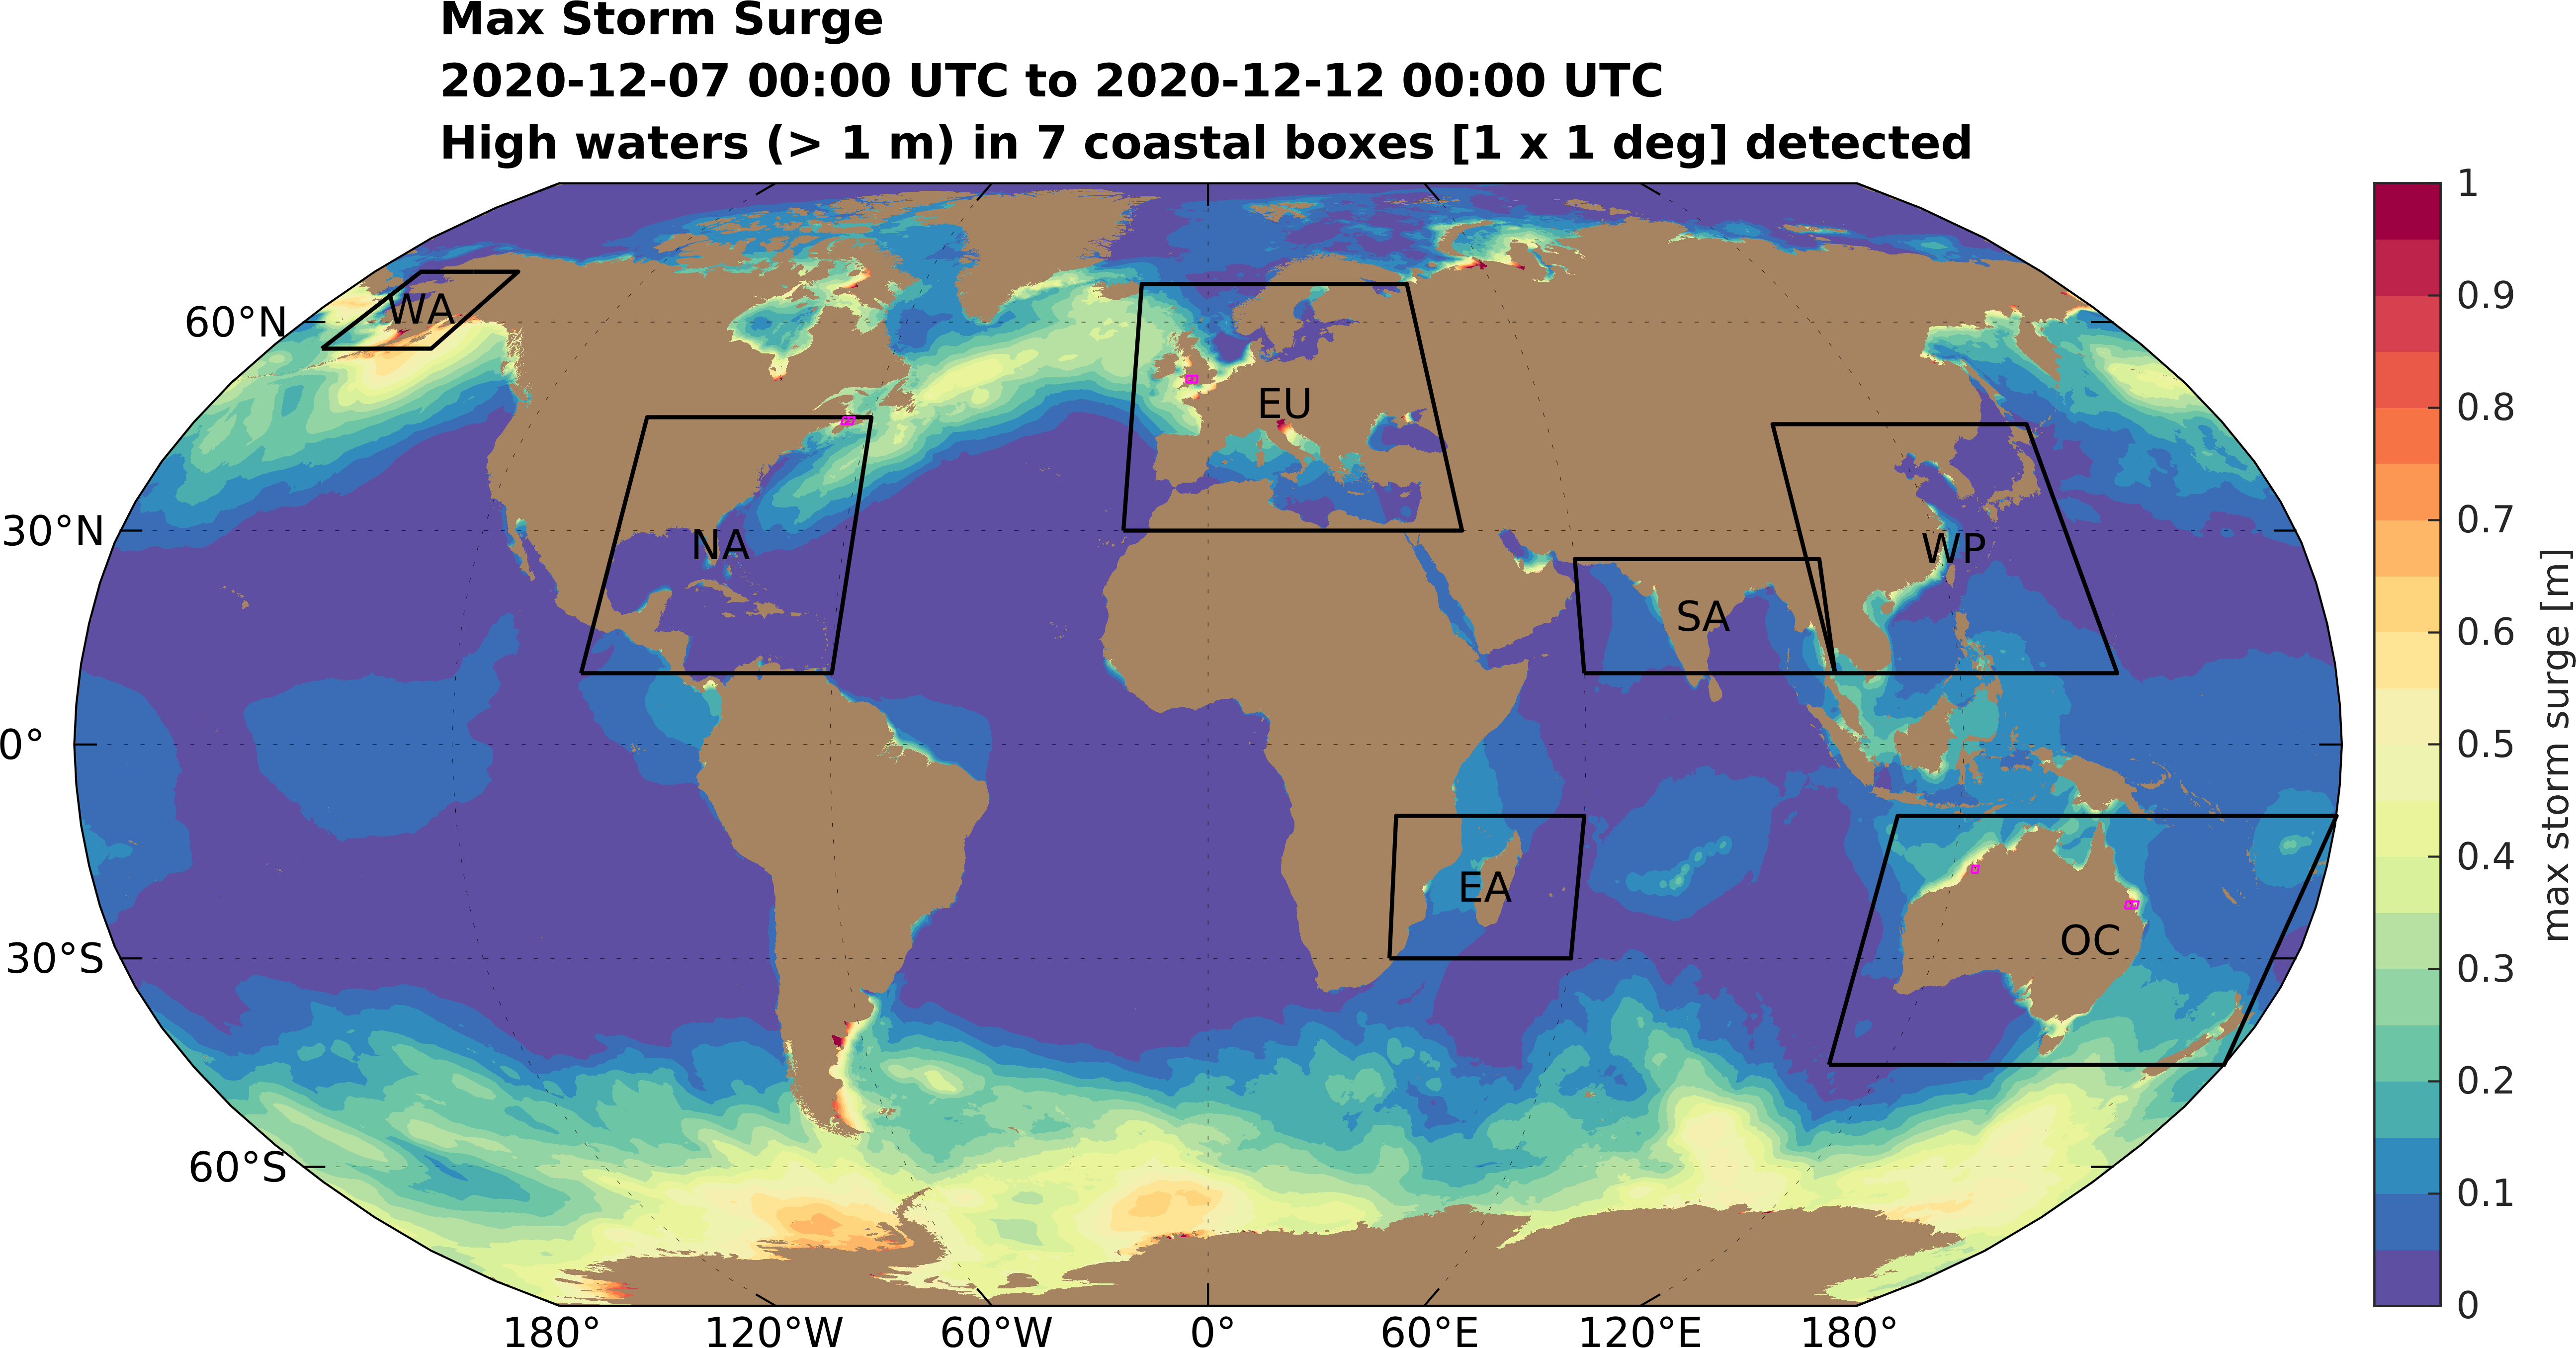 Max Storm Surge
2020-12-07 00:00 UTC to 2020-12-12 00:00 UTC
High waters (> 1 m) in 7 coastal boxes [1 x 1 deg] detected
60°N
30°N
0°
30°S
60°S
WA
NA
EU
SA
WP
EA
OC
180°
120°W
60°W
0°
60°E
120°E
180°
1
0.9
0.8
0.7
0.6
0.5
0.4
0.3
0.2
0.1
0
max storm surge [m]